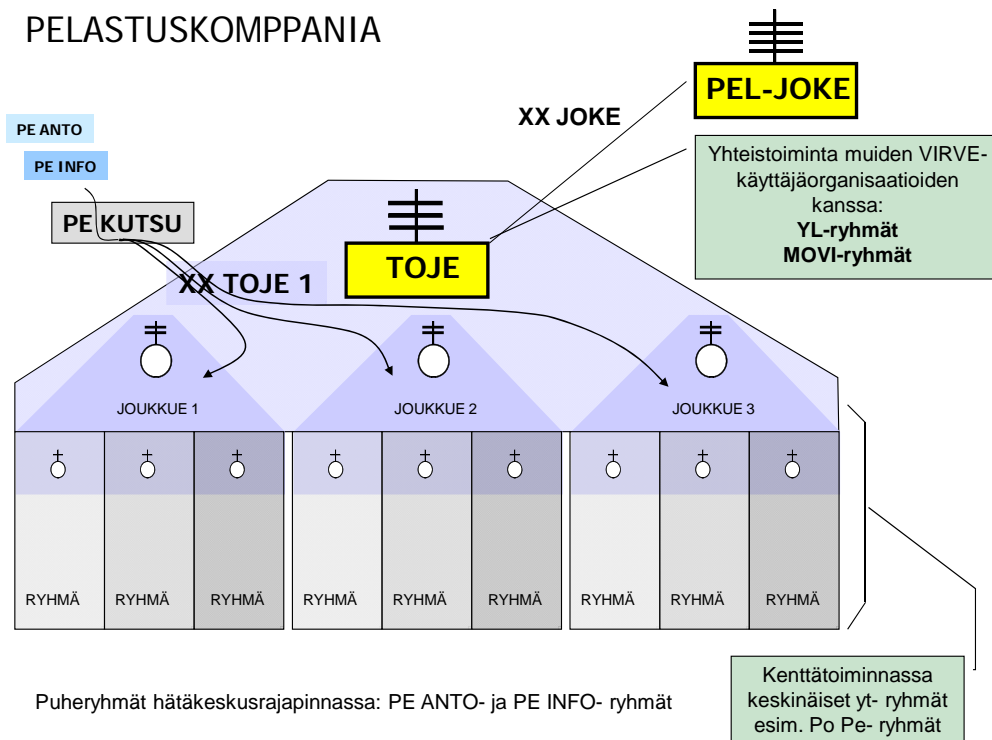 PELASTUSKOMPPANIA
PEL-JOKE
XX JOKE
PE ANTO
PE INFO
Yhteistoiminta muiden VIRVE-
käyttäjäorganisaatioiden
kanssa:
YL-ryhmät
MOVI-ryhmät
PE KUTSU
TOJE
XX TOJE 1
JOUKKUE 1
JOUKKUE 2
JOUKKUE 3
RYHMÄ
RYHMÄ
RYHMÄ
RYHMÄ
RYHMÄ
RYHMÄ
RYHMÄ
RYHMÄ
RYHMÄ
Puheryhmät hätäkeskusrajapinnassa: PE ANTO- ja PE INFO- ryhmät
Kenttätoiminnassa
keskinäiset yt- ryhmät
esim. Po Pe- ryhmät